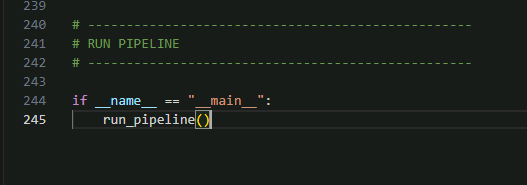 239
240 # -------------------------------------------------
241 # RUN PIPELINE
242 # -------------------------------------------------
243
244 if __name__ == "__main__":
245     run_pipeline()